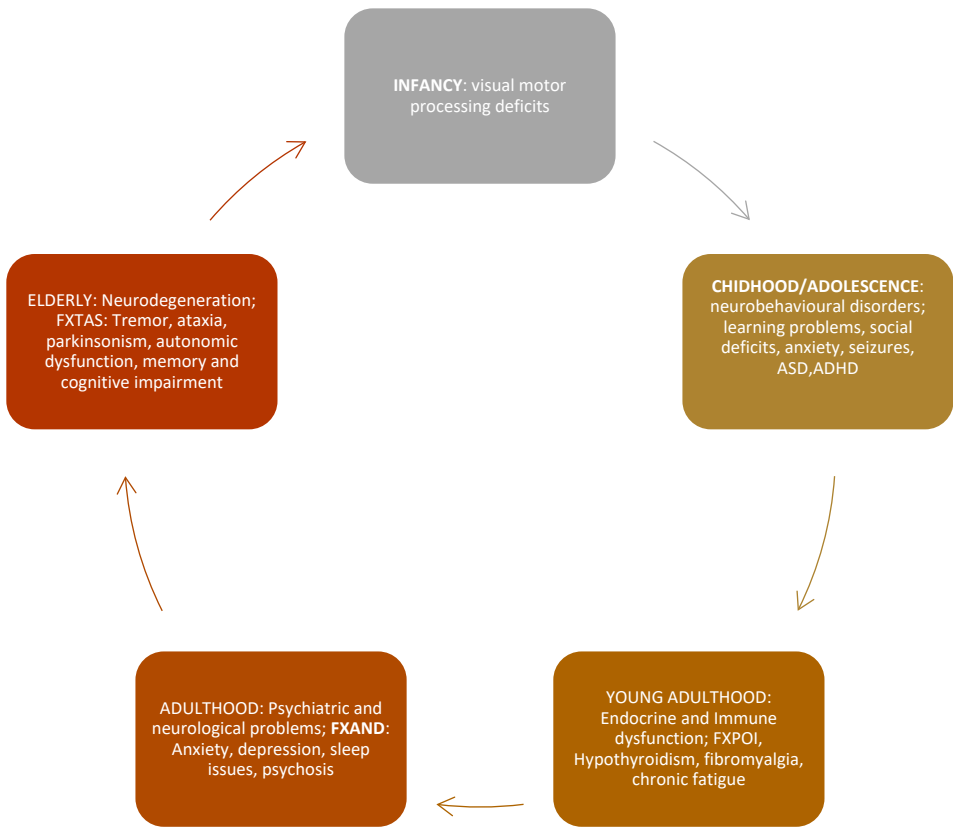 INFANCY: visual motor
processing deficits
CHIDHOOD/ADOLESCENCE:
neurobehavioural disorders;
learning problems, social
deficits, anxiety, seizures,
ASD,ADHD
YOUNG ADULTHOOD:
Endocrine and Immune
dysfunction; FXPOI,
Hypothyroidism, fibromyalgia,
chronic fatigue
ADULTHOOD: Psychiatric and
neurological problems; FXAND:
Anxiety, depression, sleep
issues, psychosis
ELDERLY: Neurodegeneration;
FXTAS: Tremor, ataxia,
parkinsonism, autonomic
dysfunction, memory and
cognitive impairment